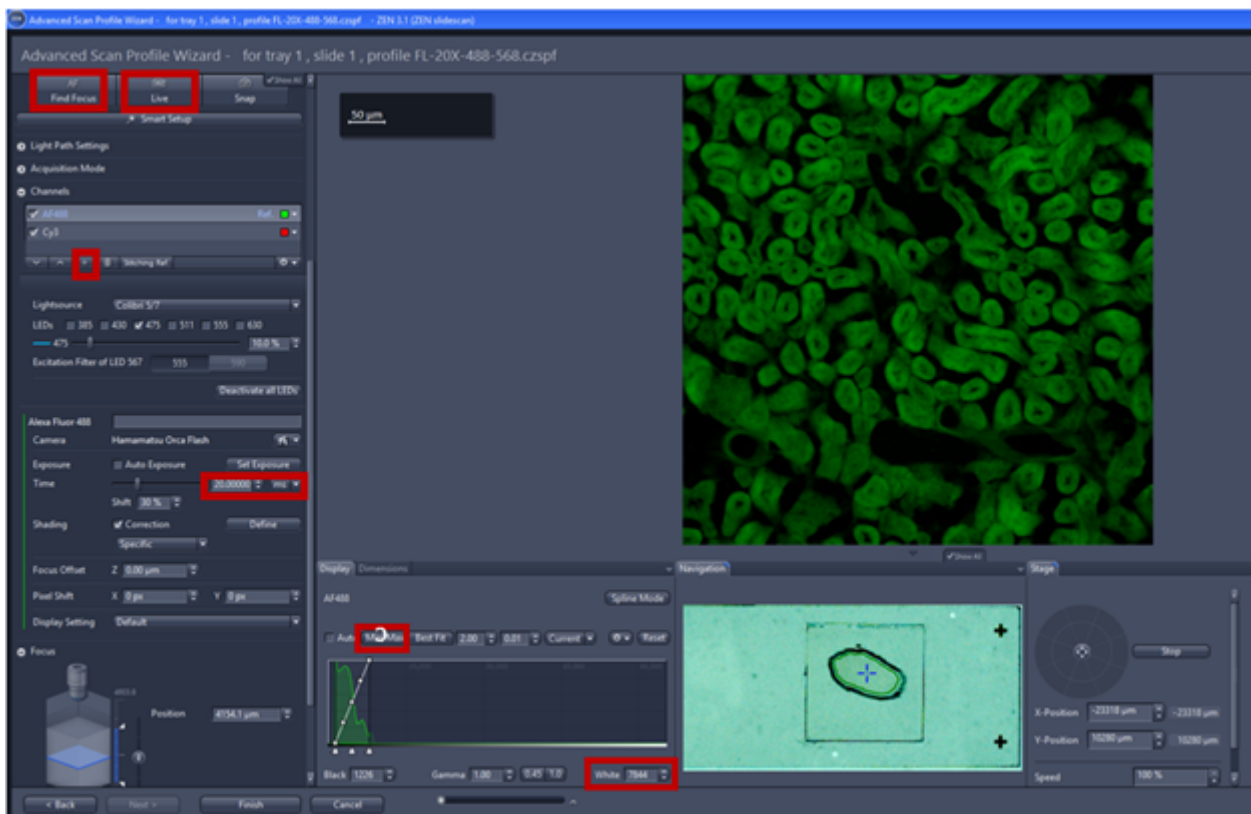 Advanced Scan Profile Wizard - for tray 1 , slide 1 , profile FL-20X-488-568.czspf - ZEN 3.1 (ZEN slidescan)
Advanced Scan Profile Wizard - for tray 1 , slide 1 , profile FL-20X-488-568.czspf
Show All
Find Focus Live Snap
Smart Setup
50 µm
Light Path Settings
Acquisition Mode
Channels
AF488 Ref.
Cy3
Stitching Ref
Lightsource Colibri 5/7
LEDs 385 430 475 511 555 630
475 10.0 %
Excitation Filter of LED 567 555 590
Deactivate all LEDs
Alexa Fluor 488
Camera Hamamatsu Orca Flash
Exposure Auto Exposure Set Exposure
Time 20.00000 ms
Shift 30 %
Shading Correction Define
Specific
Focus Offset Z 0.00 µm
Pixel Shift X 0 px Y 0 px
Display Setting Default
Focus
Position 4154.1 µm
< Back Next > Finish Cancel
Show All
Display Dimensions
AF488 Spline Mode
Auto Best Fit 2.00 0.01 Current Reset
Black 1226 Gamma 1.00 0.45 1.0 White 7844
Navigation
Stage
Stop
X-Position -23318 µm -23318 µm
Y-Position 10280 µm 10280 µm
Speed 100 %